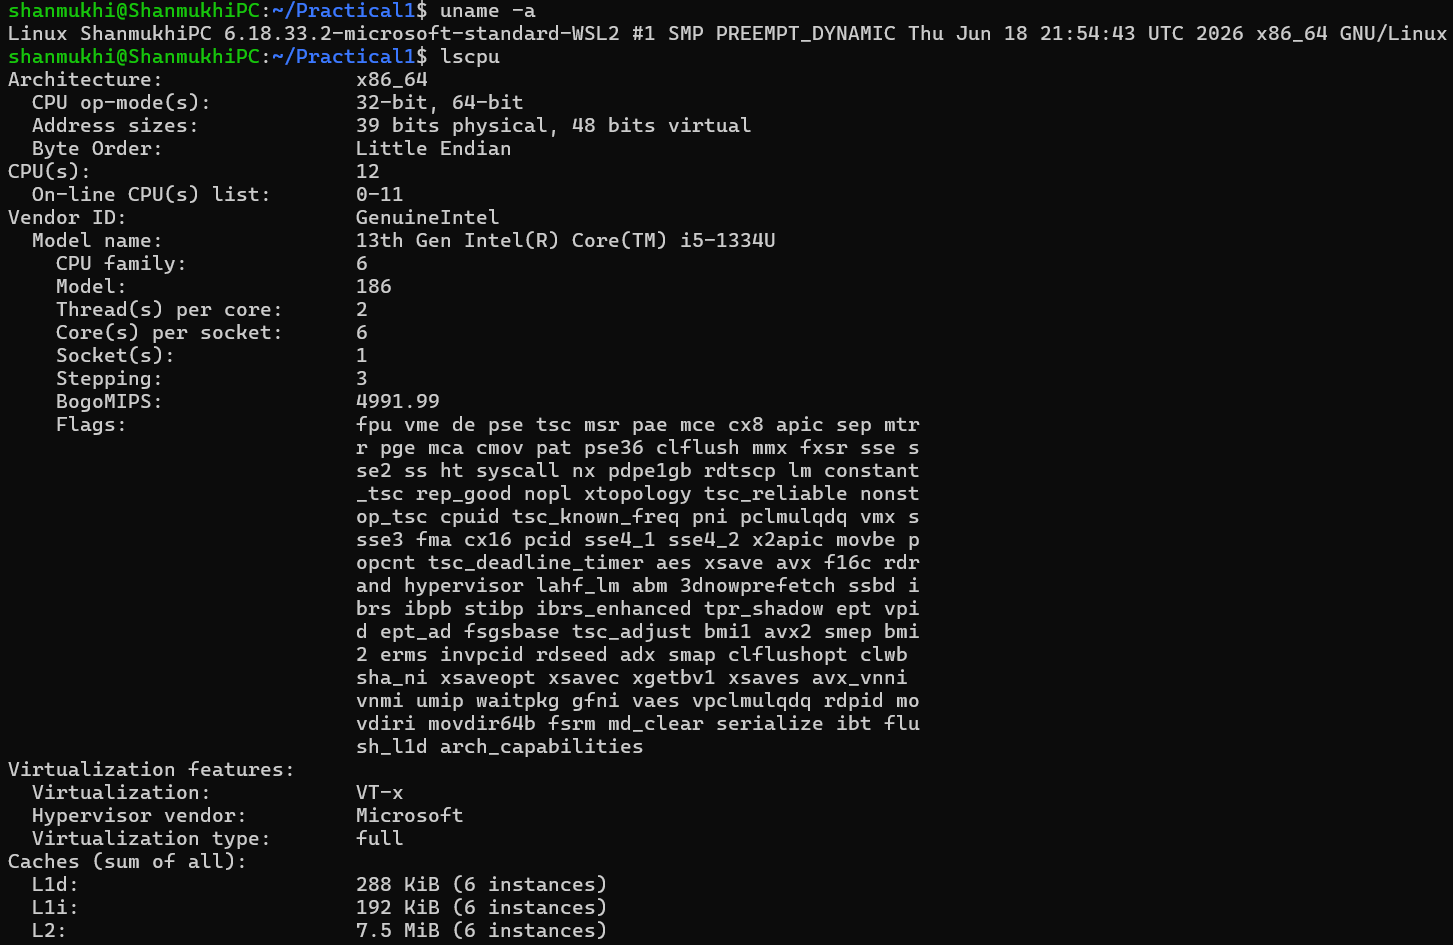 shanmukhi@ShanmukhiPC:~/Practical1$ uname -a
Linux ShanmukhiPC 6.18.33.2-microsoft-standard-WSL2 #1 SMP PREEMPT_DYNAMIC Thu Jun 18 21:54:43 UTC 2026 x86_64 GNU/Linux
shanmukhi@ShanmukhiPC:~/Practical1$ lscpu
Architecture: x86_64
CPU op-mode(s): 32-bit, 64-bit
Address sizes: 39 bits physical, 48 bits virtual
Byte Order: Little Endian
CPU(s): 12
On-line CPU(s) list: 0-11
Vendor ID: GenuineIntel
Model name: 13th Gen Intel(R) Core(TM) i5-1334U
CPU family: 6
Model: 186
Thread(s) per core: 2
Core(s) per socket: 6
Socket(s): 1
Stepping: 3
BogoMIPS: 4991.99
Flags: fpu vme de pse tsc msr pae mce cx8 apic sep mtr
r pge mca cmov pat pse36 clflush mmx fxsr sse s
se2 ss ht syscall nx pdpe1gb rdtscp lm constant
_tsc rep_good nopl xtopology tsc_reliable nonst
op_tsc cpuid tsc_known_freq pni pclmulqdq vmx s
sse3 fma cx16 pcid sse4_1 sse4_2 x2apic movbe p
opcnt tsc_deadline_timer aes xsave avx f16c rdr
and hypervisor lahf_lm abm 3dnowprefetch ssbd i
brs ibpb stibp ibrs_enhanced tpr_shadow ept vpi
d ept_ad fsgsbase tsc_adjust bmi1 avx2 smep bmi
2 erms invpcid rdseed adx smap clflushopt clwb
sha_ni xsaveopt xsavec xgetbv1 xsaves avx_vnni
vnmi umip waitpkg gfni vaes vpclmulqdq rdpid mo
vdiri movdir64b fsrm md_clear serialize ibt flu
sh_l1d arch_capabilities
Virtualization features:
Virtualization: VT-x
Hypervisor vendor: Microsoft
Virtualization type: full
Caches (sum of all):
L1d: 288 KiB (6 instances)
L1i: 192 KiB (6 instances)
L2: 7.5 MiB (6 instances)